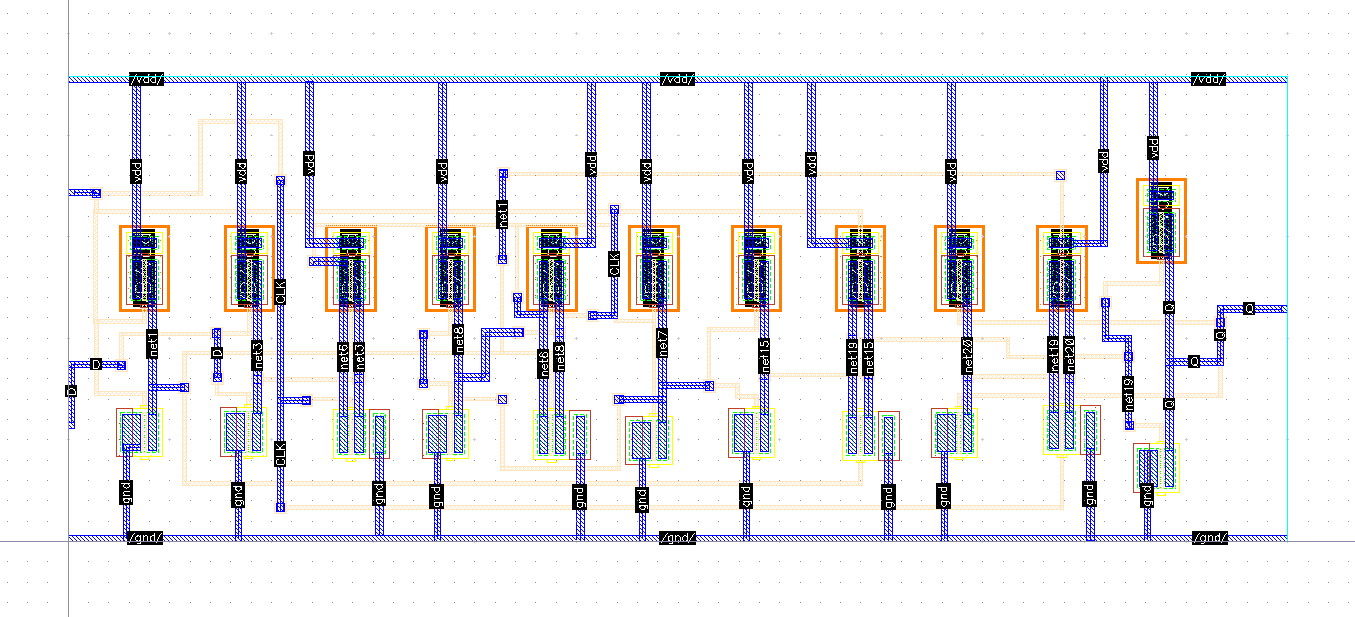 /vdd/ /vdd/ /vdd/
vdd vdd vdd vdd vdd vdd vdd vdd vdd vdd vdd
net1 CLK
CLK
Q Q
net1 D net3 net6 net3 net8 net6 net8 net7 net15 net19 net15 net20 net19 net20 Q
D Q
D net19 Q
CLK
gnd gnd gnd gnd gnd gnd gnd gnd gnd gnd gnd
/gnd/ /gnd/ /gnd/